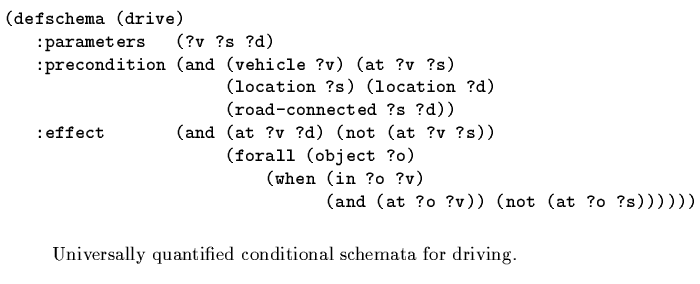 (defschema (drive)
:parameters (?v ?s ?d)
:precondition (and (vehicle ?v) (at ?v ?s)
(location ?s) (location ?d)
(road-connected ?s ?d))
:effect (and (at ?v ?d) (not (at ?v ?s))
(forall (object ?o)
(when (in ?o ?v)
(and (at ?o ?v)) (not (at ?o ?s))))))
Universally quantified conditional schemata for driving.